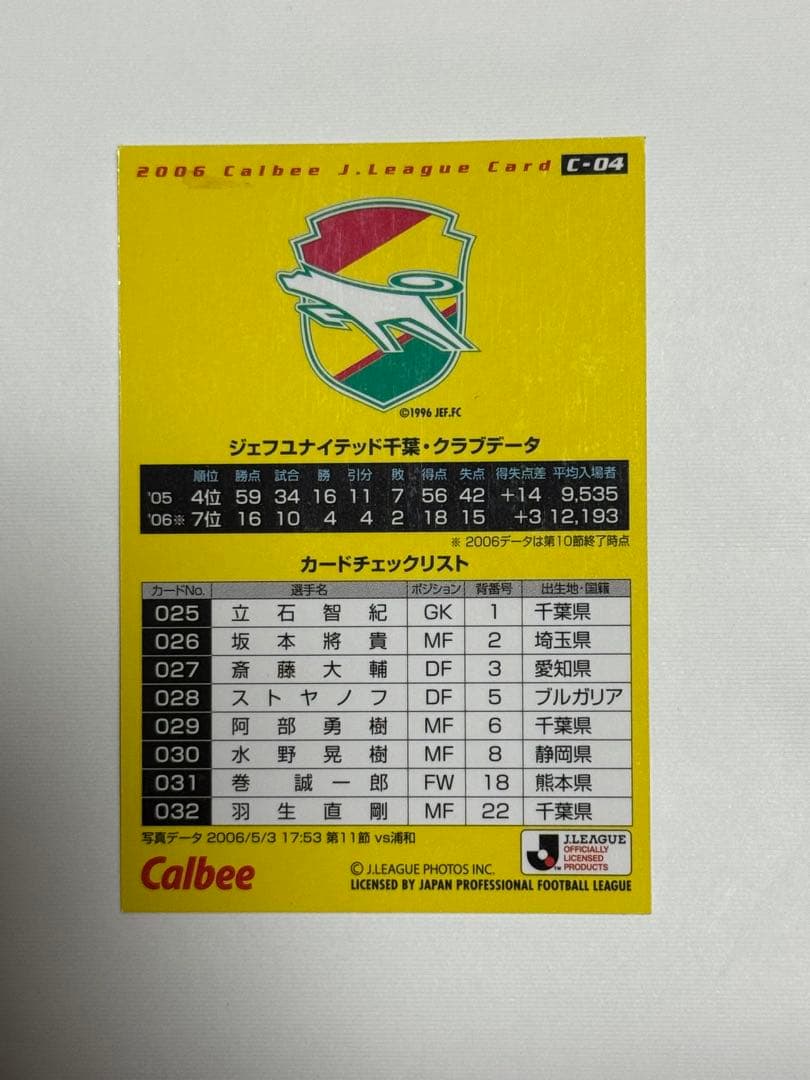 2006 Calbee J.League Card C-04
©1996 JEF.FC
ジェフユナイテッド千葉・クラブデータ
順位 勝点 試合 勝 引分 敗 得点 失点 得失点差 平均入場者
'05 4位 59 34 16 11 7 56 42 +14 9,535
'06※ 7位 16 10 4 4 2 18 15 +3 12,193
※ 2006データは第10節終了時点
カードチェックリスト
カードNo. 選手名 ポジション 背番号 出生地・国籍
025 立石智紀 GK 1 千葉県
026 坂本將貴 MF 2 埼玉県
027 斎藤大輔 DF 3 愛知県
028 ストヤノフ DF 5 ブルガリア
029 阿部勇樹 MF 6 千葉県
030 水野晃樹 MF 8 静岡県
031 巻 誠一郎 FW 18 熊本県
032 羽生直剛 MF 22 千葉県
写真データ 2006/5/3 17:53 第11節 vs浦和
Calbee
© J.LEAGUE PHOTOS INC.
LICENSED BY JAPAN PROFESSIONAL FOOTBALL LEAGUE
J.LEAGUE
OFFICIALLY
LICENSED
PRODUCTS
TM